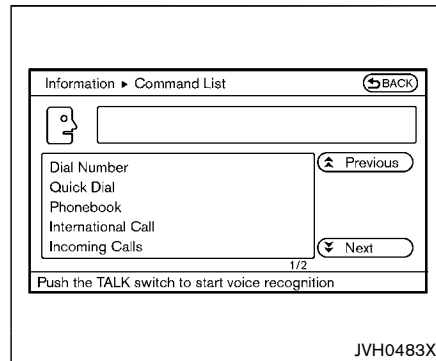 Information ▸ Command List
BACK
Dial Number
Quick Dial
Phonebook
International Call
Incoming Calls
Previous
Next
1/2
Push the TALK switch to start voice recognition
JVH0483X